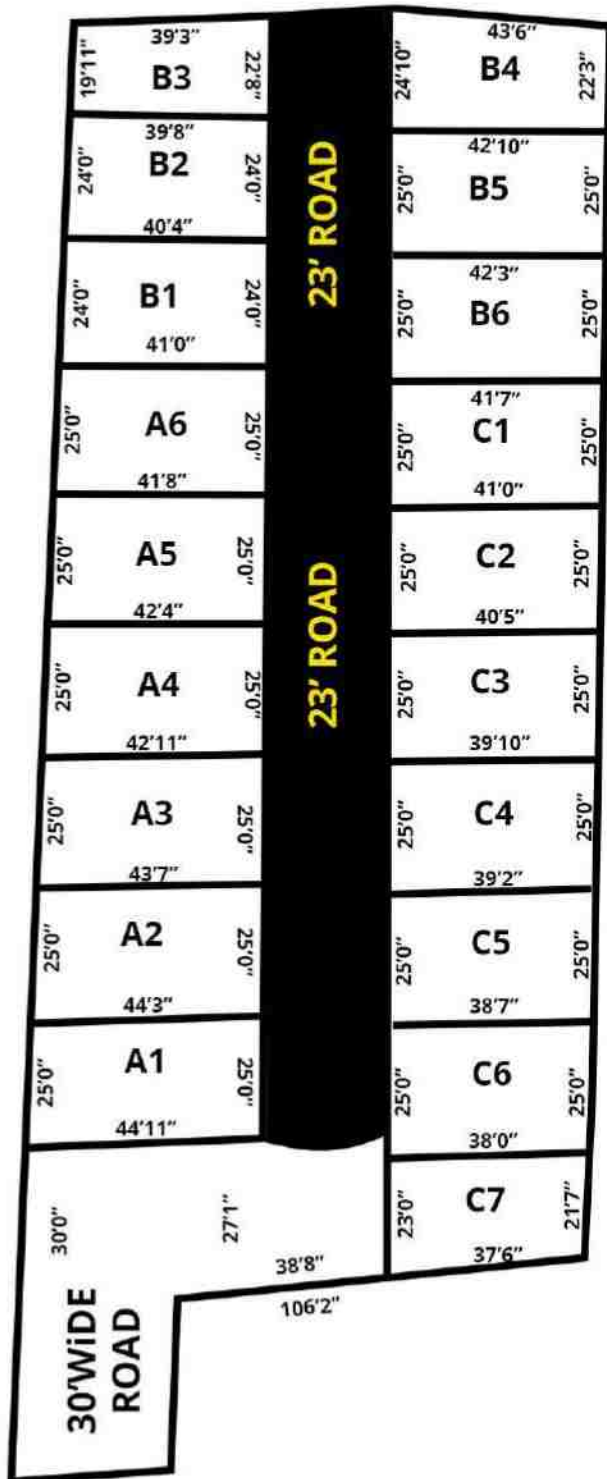 39'3"
19'11"
B3
22'8"
39'8"
24'0"
B2
24'0"
40'4"
24'0"
B1
24'0"
41'0"
25'0"
A6
25'0"
41'8"
25'0"
A5
25'0"
42'4"
25'0"
A4
25'0"
42'11"
25'0"
A3
25'0"
43'7"
25'0"
A2
25'0"
44'3"
25'0"
A1
25'0"
44'11"
23' ROAD
23' ROAD
43'6"
24'10"
B4
22'3"
42'10"
25'0"
B5
25'0"
42'3"
25'0"
B6
25'0"
41'7"
25'0"
C1
25'0"
41'0"
25'0"
C2
25'0"
40'5"
25'0"
C3
25'0"
39'10"
25'0"
C4
25'0"
39'2"
25'0"
C5
25'0"
38'7"
25'0"
C6
25'0"
38'0"
23'0"
C7
21'7"
37'6"
30'0"
27'1"
38'8"
106'2"
30'WiDE
ROAD